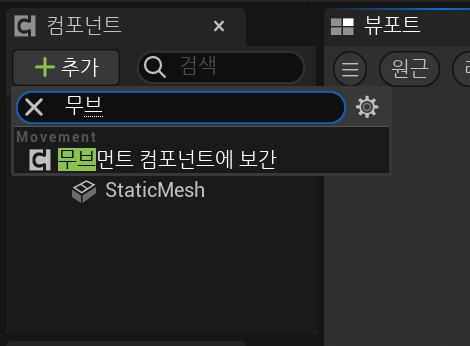 컴포넌트
뷰포트
추가
검색
원근
무브
Movement
무브먼트 컴포넌트에 보간
StaticMesh